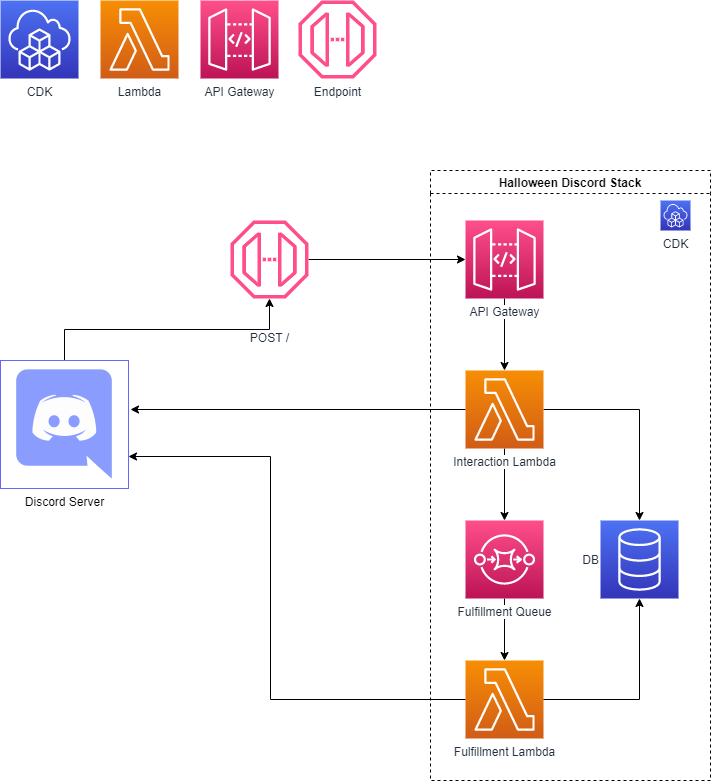 CDK
Lambda
API Gateway
Endpoint
Halloween Discord Stack
CDK
API Gateway
POST /
Interaction Lambda
Discord Server
DB
Fulfillment Queue
Fulfillment Lambda